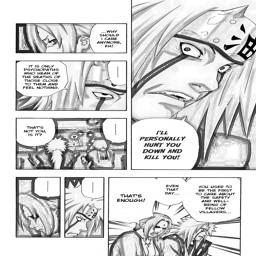 I'LL
PERSONALLY
HUNT YOU
DOWN AND
KILL YOU!
...WHY
SHOULD
I CARE
ANYMORE,
EH?
IT IS ONLY
PSYCHOPATHS
WHO HEAR OF
THE DEATHS OF
THOSE CLOSE
TO THEM AND
FEEL NOTHING.
THAT'S
NOT YOU,
IS IT?
YOU USED TO
BE THE FIRST
TO CARE ABOUT
THE SAFETY
AND WELL-
BEING OF
FELLOW
VILLAGERS...
EVEN
THAT
DAY...
THAT'S
ENOUGH!